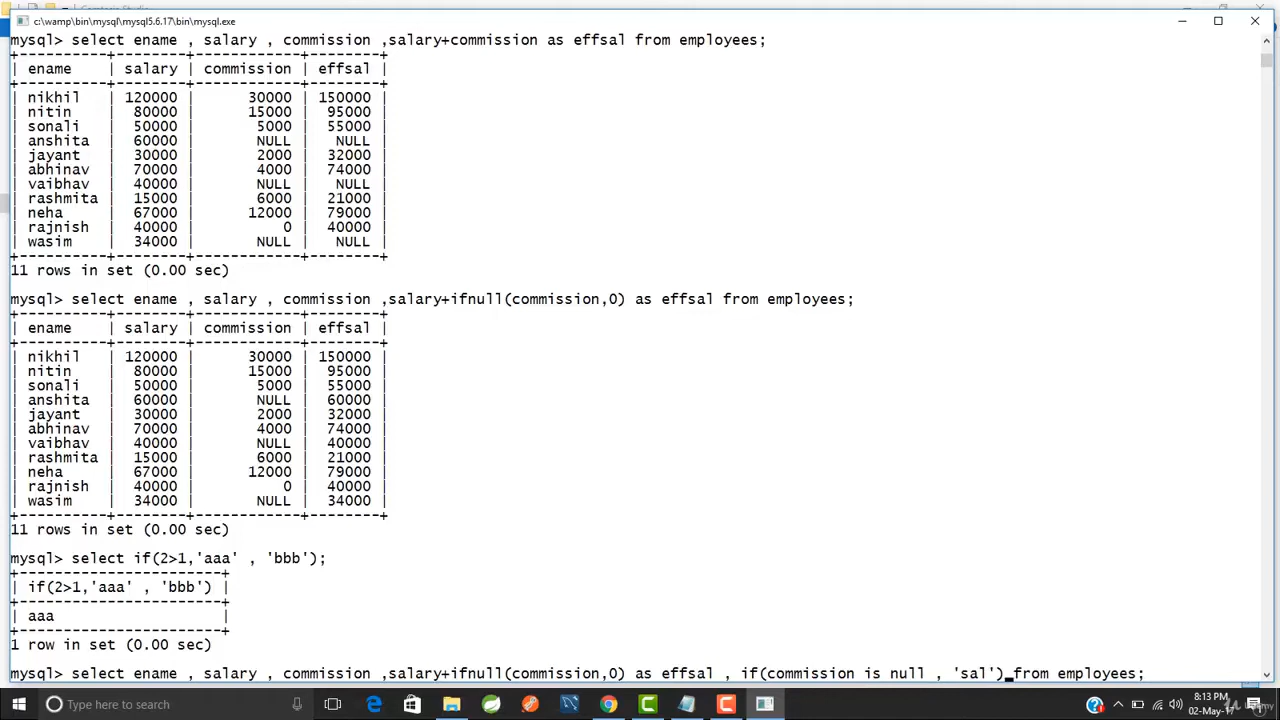 c:\wamp\bin\mysql\mysql5.6.17\bin\mysql.exe
mysql> select ename , salary , commission ,salary+commission as effsal from employees;
+----------+--------+------------+--------+
| ename | salary | commission | effsal |
+----------+--------+------------+--------+
| nikhil | 120000 | 30000 | 150000 |
| nitin | 80000 | 15000 | 95000 |
| sonali | 50000 | 5000 | 55000 |
| anshita | 60000 | NULL | NULL |
| jayant | 30000 | 2000 | 32000 |
| abhinav | 70000 | 4000 | 74000 |
| vaibhav | 40000 | NULL | NULL |
| rashmita | 15000 | 6000 | 21000 |
| neha | 67000 | 12000 | 79000 |
| rajnish | 40000 | 0 | 40000 |
| wasim | 34000 | NULL | NULL |
+----------+--------+------------+--------+
11 rows in set (0.00 sec)
mysql> select ename , salary , commission ,salary+ifnull(commission,0) as effsal from employees;
+----------+--------+------------+--------+
| ename | salary | commission | effsal |
+----------+--------+------------+--------+
| nikhil | 120000 | 30000 | 150000 |
| nitin | 80000 | 15000 | 95000 |
| sonali | 50000 | 5000 | 55000 |
| anshita | 60000 | NULL | 60000 |
| jayant | 30000 | 2000 | 32000 |
| abhinav | 70000 | 4000 | 74000 |
| vaibhav | 40000 | NULL | 40000 |
| rashmita | 15000 | 6000 | 21000 |
| neha | 67000 | 12000 | 79000 |
| rajnish | 40000 | 0 | 40000 |
| wasim | 34000 | NULL | 34000 |
+----------+--------+------------+--------+
11 rows in set (0.00 sec)
mysql> select if(2>1,'aaa' , 'bbb');
+-----------------------+
| if(2>1,'aaa' , 'bbb') |
+-----------------------+
| aaa |
+-----------------------+
1 row in set (0.00 sec)
mysql> select ename , salary , commission ,salary+ifnull(commission,0) as effsal , if(commission is null , 'sal') from employees;
Type here to search
8:13 PM
02-May-17